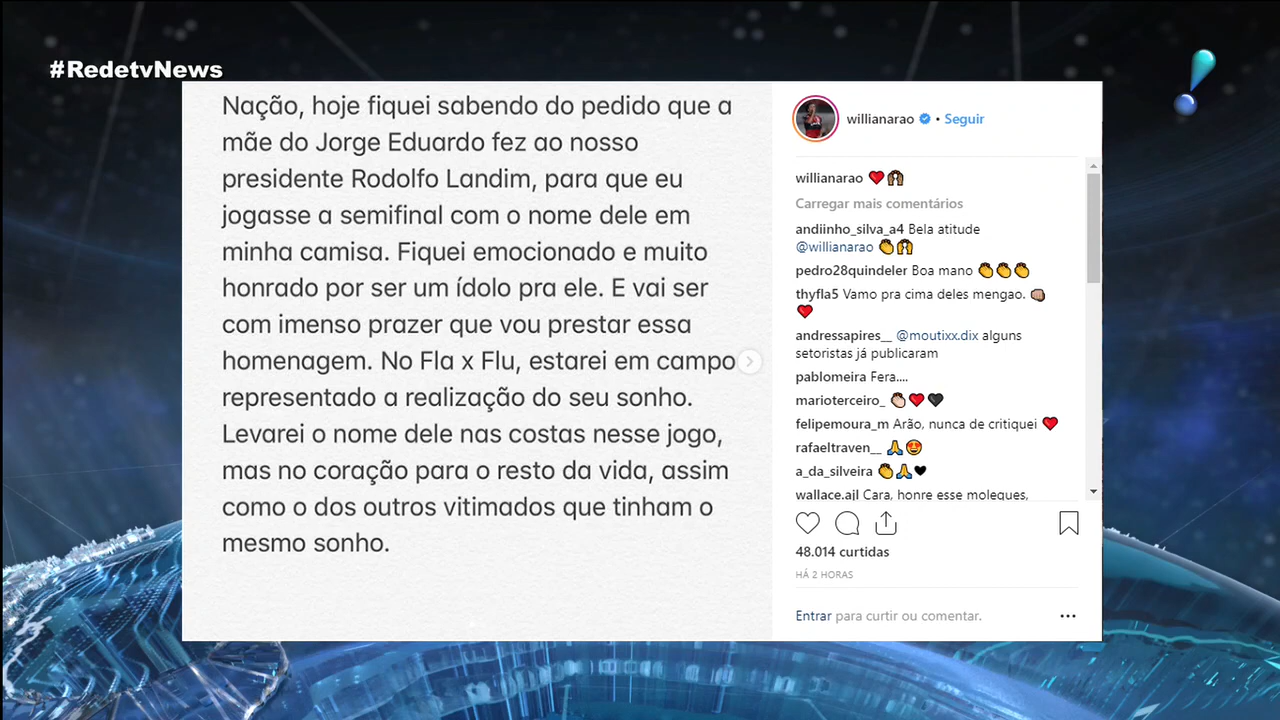 #RedetvNews
Nação, hoje fiquei sabendo do pedido que a
mãe do Jorge Eduardo fez ao nosso
presidente Rodolfo Landim, para que eu
jogasse a semifinal com o nome dele em
minha camisa. Fiquei emocionado e muito
honrado por ser um ídolo pra ele. E vai ser
com imenso prazer que vou prestar essa
homenagem. No Fla x Flu, estarei em campo
representado a realização do seu sonho.
Levarei o nome dele nas costas nesse jogo,
mas no coração para o resto da vida, assim
como o dos outros vitimados que tinham o
mesmo sonho.
willianarao • Seguir
willianarao ❤️🙌
Carregar mais comentários
andiinho_silva_a4 Bela atitude
@willianarao 👏🙌
pedro28quindeler Boa mano 👏👏👏
thyfla5 Vamo pra cima deles mengao. 👊
❤️
andressapires__ @moutixx.dix alguns
setoristas já publicaram
pablomeira Fera....
marioterceiro_ 👏❤️🖤
felipemoura_m Arão, nunca de critiquei ❤️
rafaeltraven__ 🙏😍
a_da_silveira 👏🙏🖤
wallace.ajl Cara, honre esse moleques,
48.014 curtidas
HÁ 2 HORAS
Entrar para curtir ou comentar.